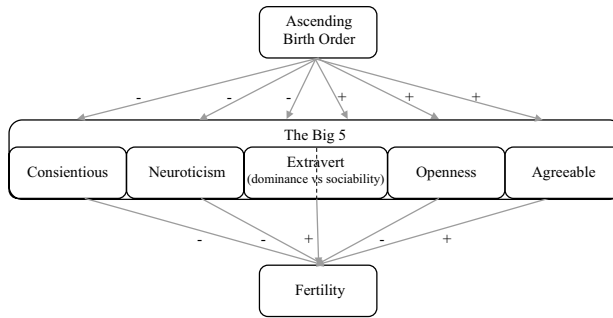 Ascending
Birth Order
- - - + + +
The Big 5
Consientious Neuroticism Extravert Openness Agreeable
(dominance vs sociability)
- - + - +
Fertility